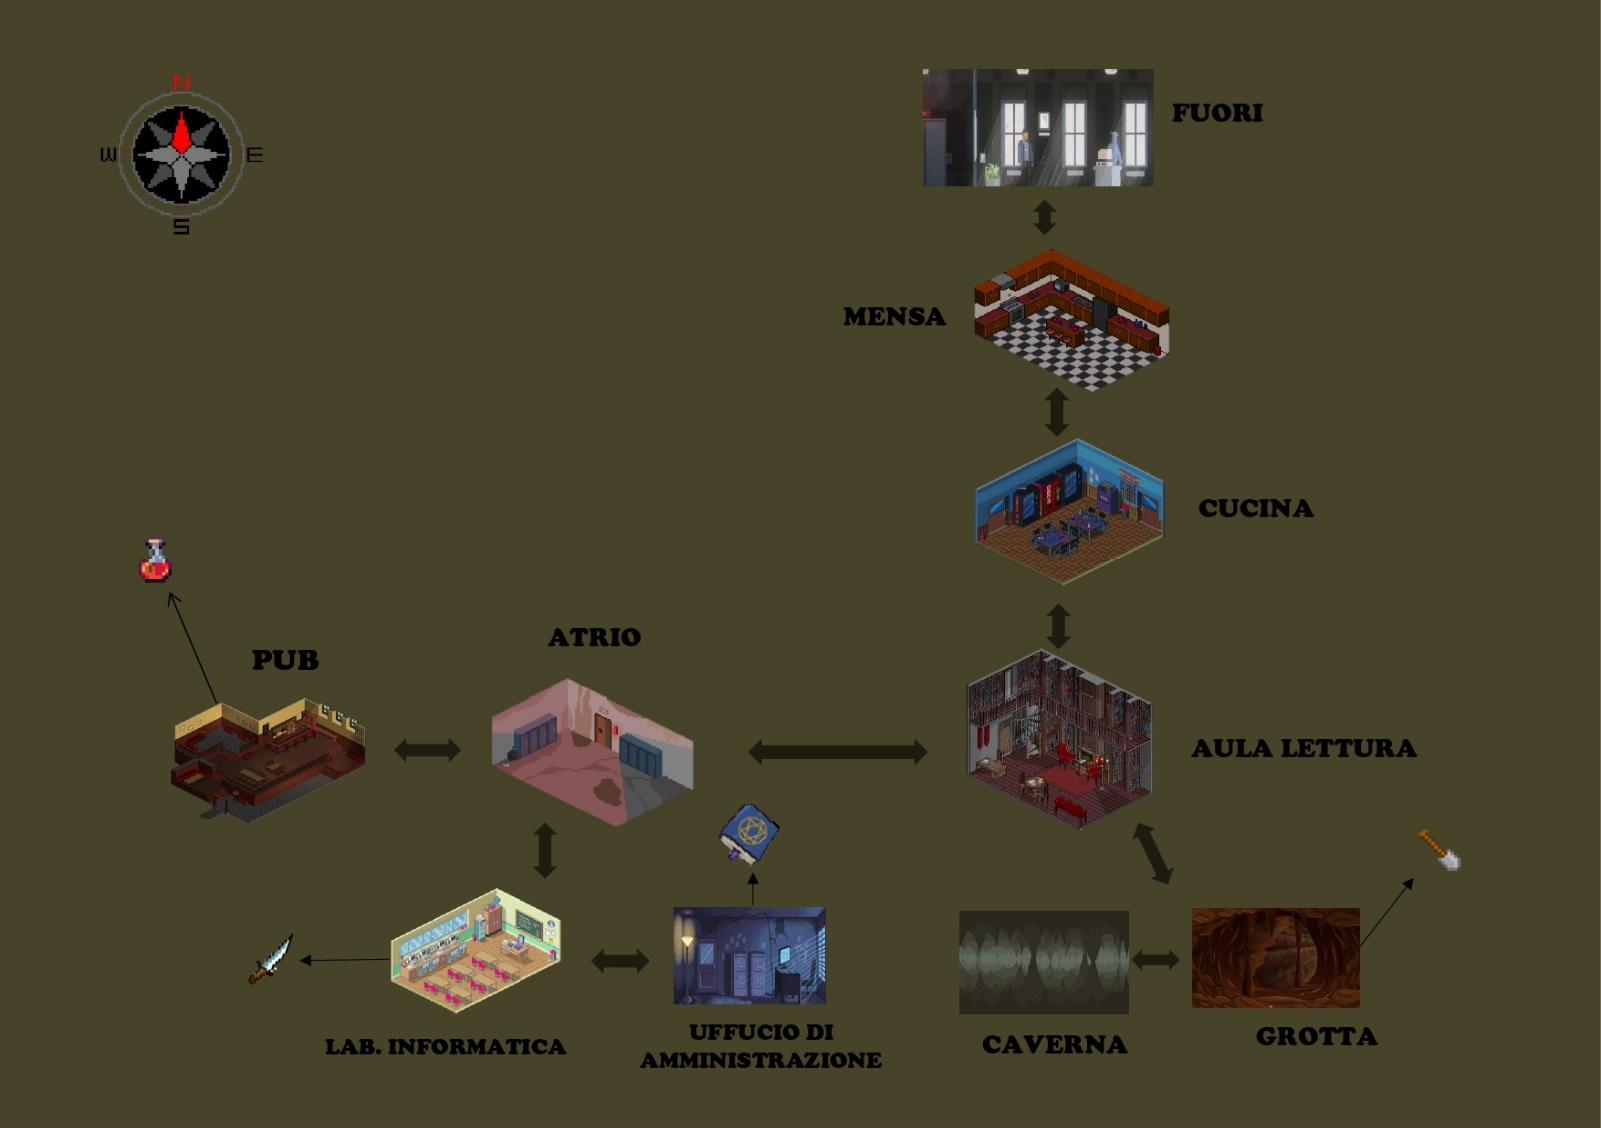 N
W E
S
FUORI
MENSA
CUCINA
PUB
ATRIO
AULA LETTURA
LAB. INFORMATICA
UFFUCIO DI
AMMINISTRAZIONE
CAVERNA
GROTTA